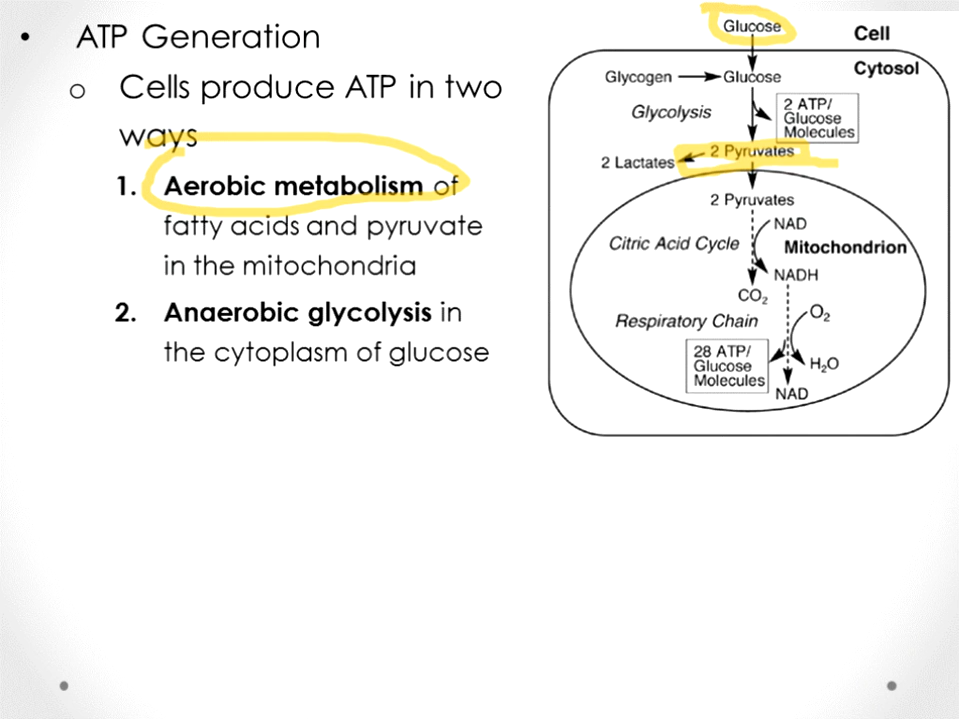 • ATP Generation
o Cells produce ATP in two
ways
1. Aerobic metabolism of
fatty acids and pyruvate
in the mitochondria
2. Anaerobic glycolysis in
the cytoplasm of glucose
Glucose
Cell
Cytosol
Glycogen
Glucose
Glycolysis
2 ATP/
Glucose
Molecules
2 Pyruvates
2 Lactates
2 Pyruvates
NAD
Citric Acid Cycle
Mitochondrion
NADH
CO₂
O₂
Respiratory Chain
28 ATP/
Glucose
Molecules
H₂O
NAD